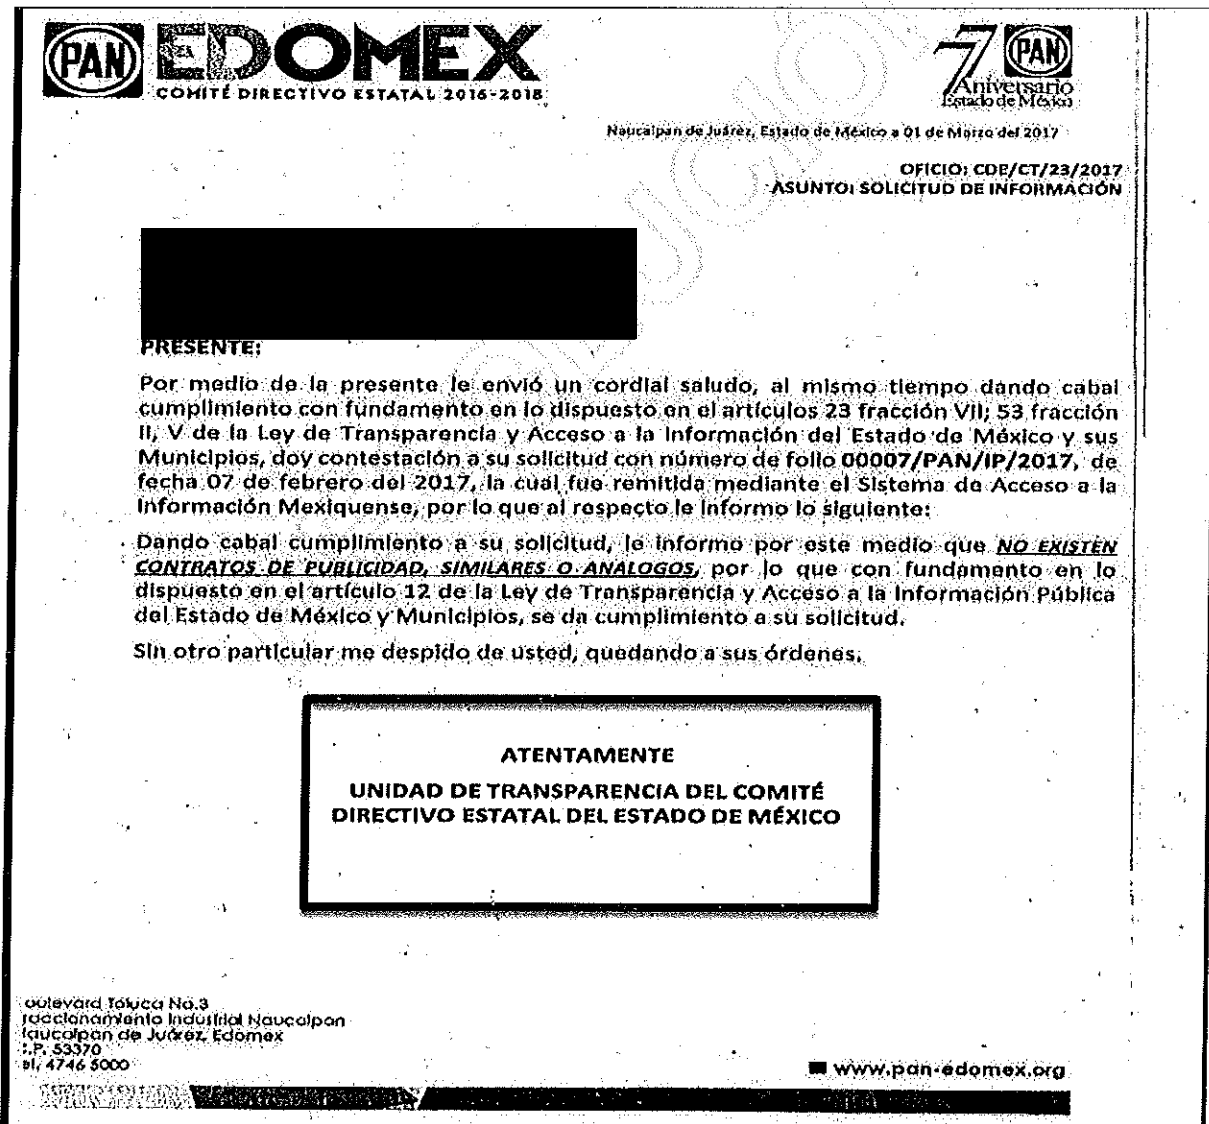 PAN EDOMEX
COMITÉ DIRECTIVO ESTATAL 2016-2018
77 PAN
Aniversario
Estado de México
Naucalpan de Juárez, Estado de México a 01 de Marzo del 2017
OFICIO: CDE/CT/23/2017
ASUNTO: SOLICITUD DE INFORMACIÓN
PRESENTE:
Por medio de la presente le envió un cordial saludo, al mismo tiempo dando cabal
cumplimiento con fundamento en lo dispuesto en el artículos 23 fracción VII; 53 fracción
II, V de la Ley de Transparencia y Acceso a la Información del Estado de México y sus
Municipios, doy contestación a su solicitud con número de folio 00007/PAN/IP/2017, de
fecha 07 de febrero del 2017, la cual fue remitida mediante el Sistema de Acceso a la
Información Mexiquense, por lo que al respecto le informo lo siguiente:
Dando cabal cumplimiento a su solicitud, le informo por este medio que NO EXISTEN
CONTRATOS DE PUBLICIDAD, SIMILARES O ANALOGOS, por lo que con fundamento en lo
dispuesto en el artículo 12 de la Ley de Transparencia y Acceso a la Información Pública
del Estado de México y Municipios, se da cumplimiento a su solicitud.
Sin otro particular me despido de usted, quedando a sus órdenes.
ATENTAMENTE
UNIDAD DE TRANSPARENCIA DEL COMITÉ
DIRECTIVO ESTATAL DEL ESTADO DE MÉXICO
oulevard Toluca No.3
raccionamiento Industrial Naucalpan
aucalpan de Juárez, Edomex
.P. 53370
el. 4746 5000
www.pan-edomex.org